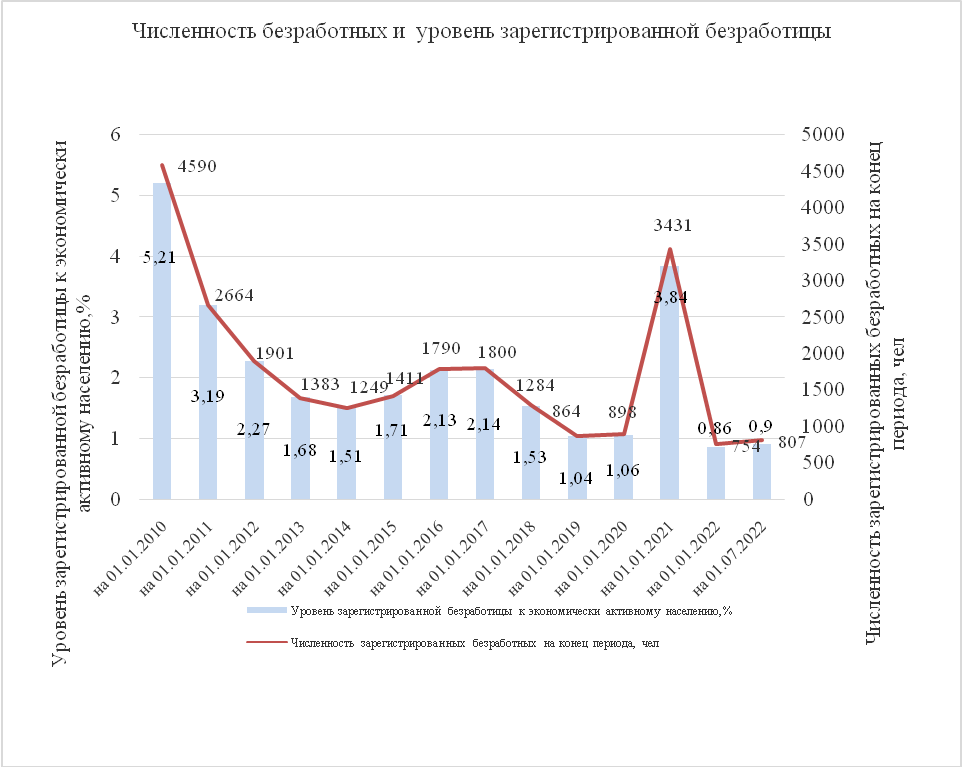 Численность безработных и уровень зарегистрированной безработицы
Уровень зарегистрированной безработицы к экономически
активному населению,%
6
5
4
3
2
1
0
5000
4500
4000
3500
3000
2500
2000
1500
1000
500
0
Численность зарегистрированных безработных на конец
периода, чел
4590
2664
1901
1383
1249
1411
1790
1800
1284
864
898
3431
754
807
5,21
3,19
2,27
1,68
1,51
1,71
2,13
2,14
1,53
1,04
1,06
3,84
0,86
0,9
на 01.01.2010
на 01.01.2011
на 01.01.2012
на 01.01.2013
на 01.01.2014
на 01.01.2015
на 01.01.2016
на 01.01.2017
на 01.01.2018
на 01.01.2019
на 01.01.2020
на 01.01.2021
на 01.01.2022
на 01.07.2022
Уровень зарегистрированной безработицы к экономически активному населению,%
Численность зарегистрированных безработных на конец периода, чел